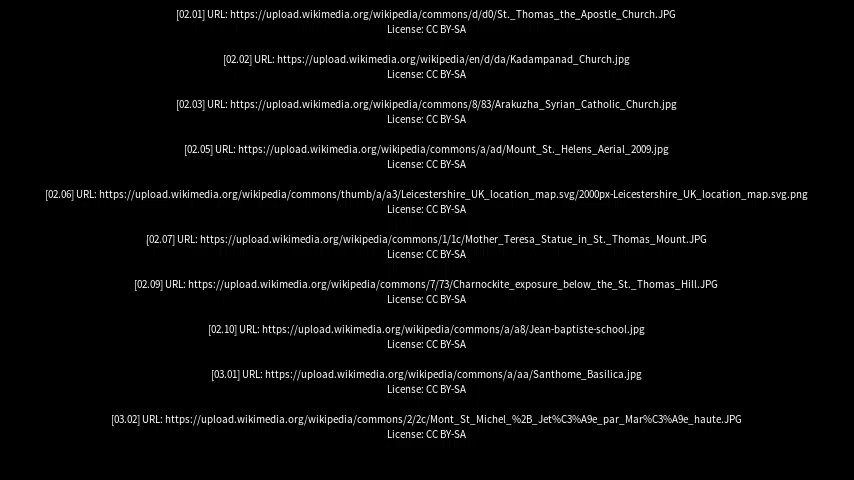 [02.01] URL: https://upload.wikimedia.org/wikipedia/commons/d/d0/St._Thomas_the_Apostle_Church.JPG
License: CC BY-SA
[02.02] URL: https://upload.wikimedia.org/wikipedia/en/d/da/Kadampanad_Church.jpg
License: CC BY-SA
[02.03] URL: https://upload.wikimedia.org/wikipedia/commons/8/83/Arakuzha_Syrian_Catholic_Church.jpg
License: CC BY-SA
[02.05] URL: https://upload.wikimedia.org/wikipedia/commons/a/ad/Mount_St._Helens_Aerial_2009.jpg
License: CC BY-SA
[02.06] URL: https://upload.wikimedia.org/wikipedia/commons/thumb/a/a3/Leicestershire_UK_location_map.svg/2000px-Leicestershire_UK_location_map.svg.png
License: CC BY-SA
[02.07] URL: https://upload.wikimedia.org/wikipedia/commons/1/1c/Mother_Teresa_Statue_in_St._Thomas_Mount.JPG
License: CC BY-SA
[02.09] URL: https://upload.wikimedia.org/wikipedia/commons/7/73/Charnockite_exposure_below_the_St._Thomas_Hill.JPG
License: CC BY-SA
[02.10] URL: https://upload.wikimedia.org/wikipedia/commons/a/a8/Jean-baptiste-school.jpg
License: CC BY-SA
[03.01] URL: https://upload.wikimedia.org/wikipedia/commons/a/aa/Santhome_Basilica.jpg
License: CC BY-SA
[03.02] URL: https://upload.wikimedia.org/wikipedia/commons/2/2c/Mont_St_Michel_%2B_Jet%C3%A9e_par_Mar%C3%A9e_haute.JPG
License: CC BY-SA